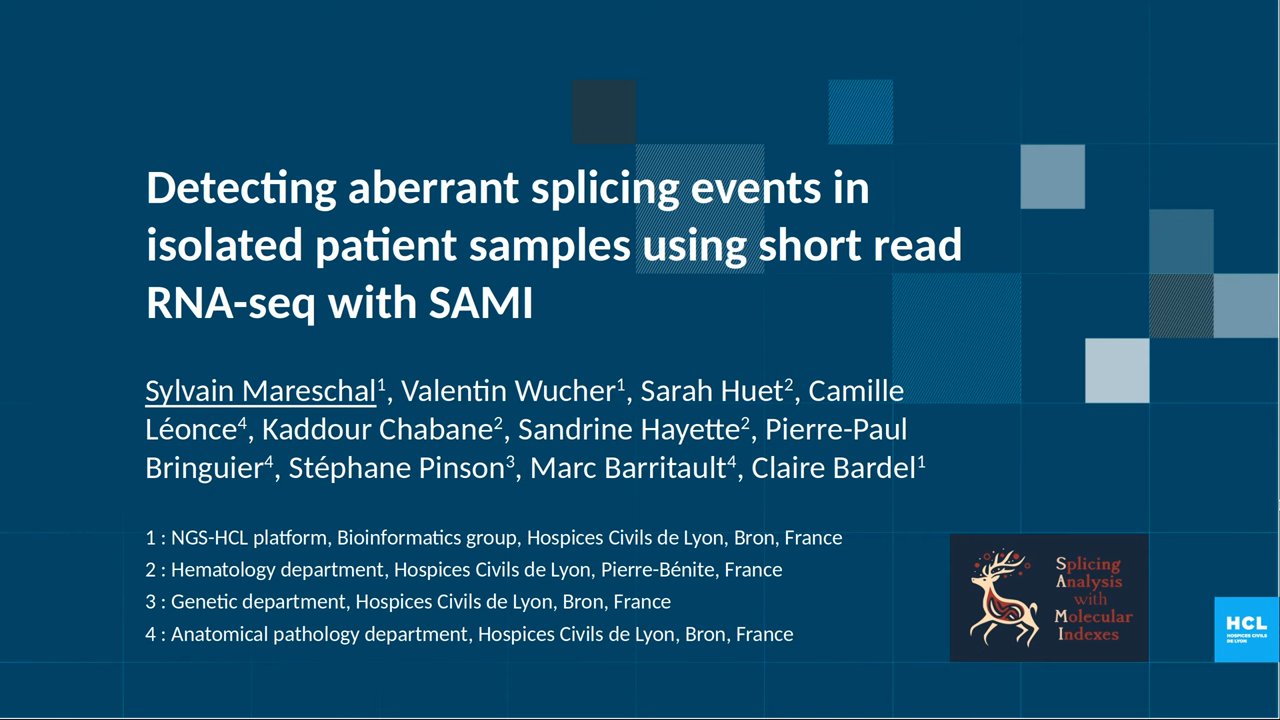 Detecting aberrant splicing events in
isolated patient samples using short read
RNA-seq with SAMI
Sylvain Mareschal¹, Valentin Wucher¹, Sarah Huet², Camille
Léonce⁴, Kaddour Chabane², Sandrine Hayette², Pierre-Paul
Bringuier⁴, Stéphane Pinson³, Marc Barritault⁴, Claire Bardel¹
1 : NGS-HCL platform, Bioinformatics group, Hospices Civils de Lyon, Bron, France
2 : Hematology department, Hospices Civils de Lyon, Pierre-Bénite, France
3 : Genetic department, Hospices Civils de Lyon, Bron, France
4 : Anatomical pathology department, Hospices Civils de Lyon, Bron, France
Splicing
Analysis
with
Molecular
Indexes
HCL
HOSPICES CIVILS
DE LYON